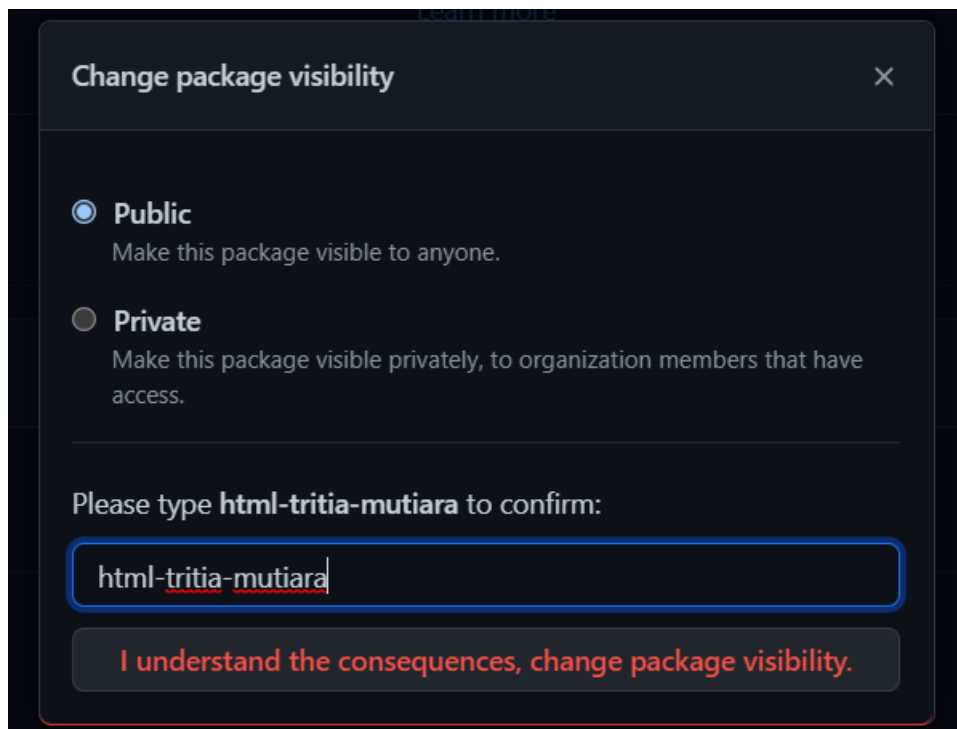 Learn more
Change package visibility
Public
Make this package visible to anyone.
Private
Make this package visible privately, to organization members that have
access.
Please type html-tritia-mutiara to confirm:
html-tritia-mutiara
I understand the consequences, change package visibility.